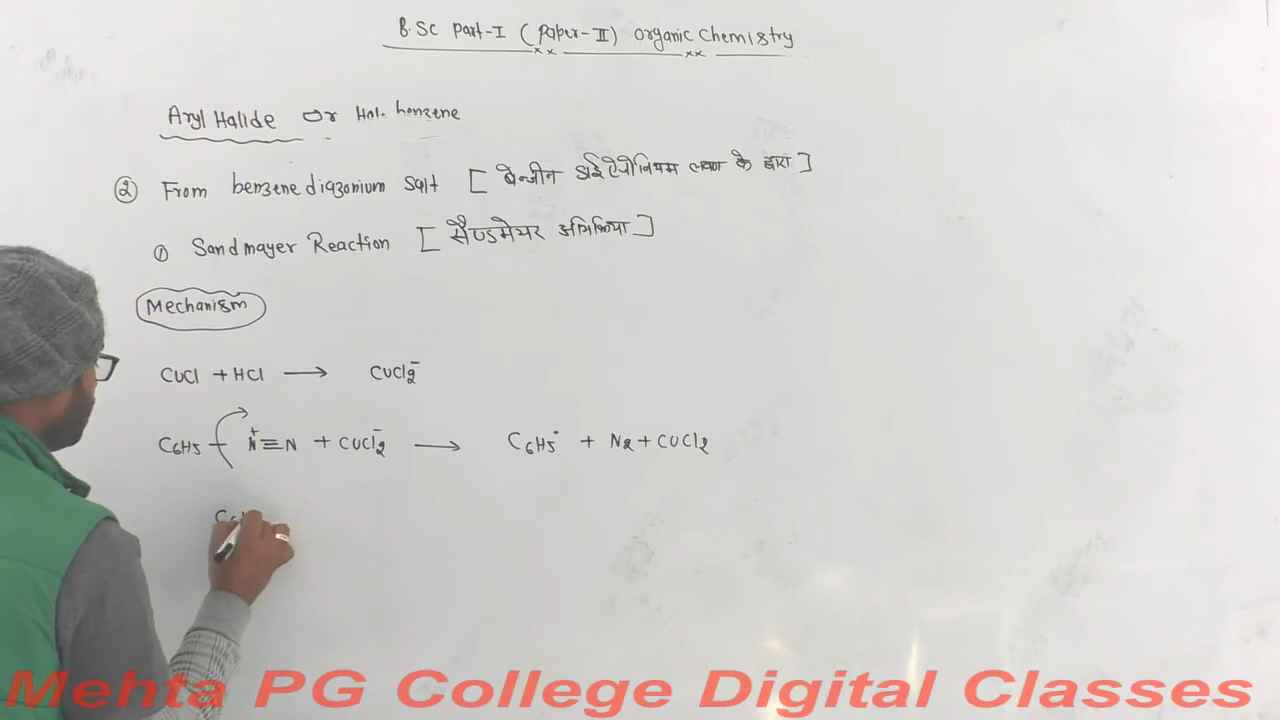 B.Sc Part-I (Paper-II) Organic Chemistry
Aryl Halide Or benzene
② From benzene diazonium Salt [ बेन्जीन डाईऐजोनियम लवण के द्वारा ]
① Sandmayer Reaction [ सैण्डमेयर अभिक्रिया ]
Mechanism
CuCl + HCl ⟶ CuCl₂⁻
C6H5 – N⁺≡N + CuCl₂⁻ ⟶ C6H5• + N2 + CuCl2
Mehta PG College Digital Classes